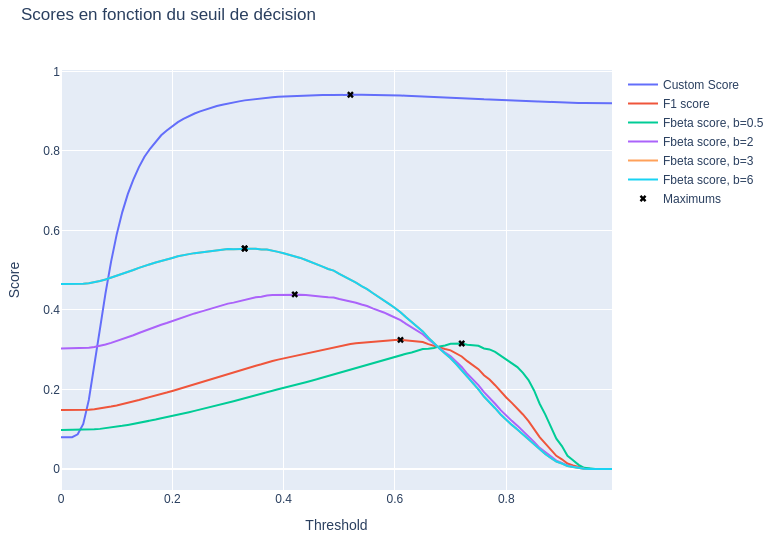 Scores en fonction du seuil de décision
1
0.8
0.6
0.4
0.2
0
Score
0
0.2
0.4
0.6
0.8
Threshold
Custom Score
F1 score
Fbeta score, b=0.5
Fbeta score, b=2
Fbeta score, b=3
Fbeta score, b=6
Maximums